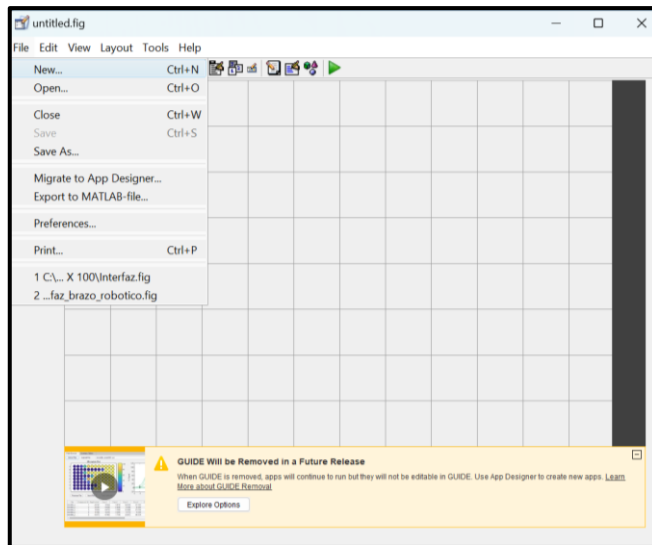 untitled.fig
File Edit View Layout Tools Help
New... Ctrl+N
Open... Ctrl+O
Close Ctrl+W
Save Ctrl+S
Save As...
Migrate to App Designer...
Export to MATLAB-file...
Preferences...
Print... Ctrl+P
1 C:\... X 100\Interfaz.fig
2 ...faz_brazo_robotico.fig
GUIDE Will be Removed in a Future Release
When GUIDE is removed, apps will continue to run but they will not be editable in GUIDE. Use App Designer to create new apps. Learn
More about GUIDE Removal
Explore Options